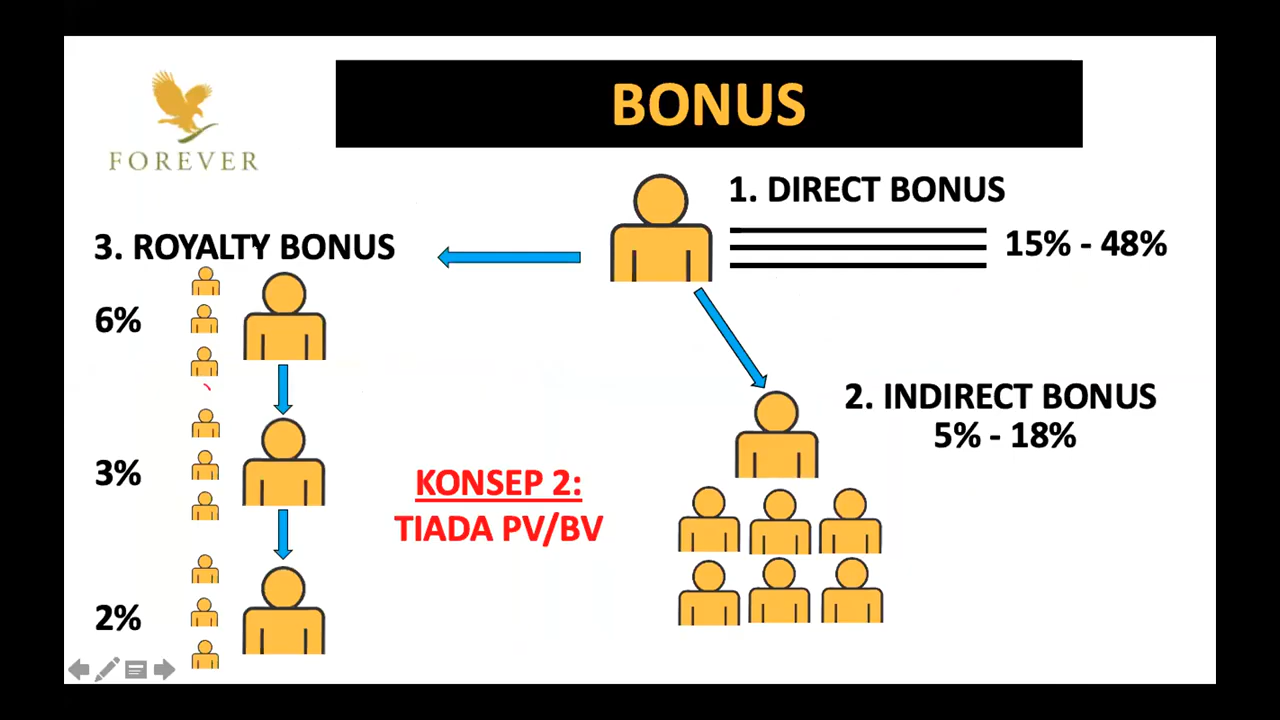 FOREVER
BONUS
1. DIRECT BONUS
15% - 48%
3. ROYALTY BONUS
6%
3%
2%
2. INDIRECT BONUS
5% - 18%
KONSEP 2:
TIADA PV/BV